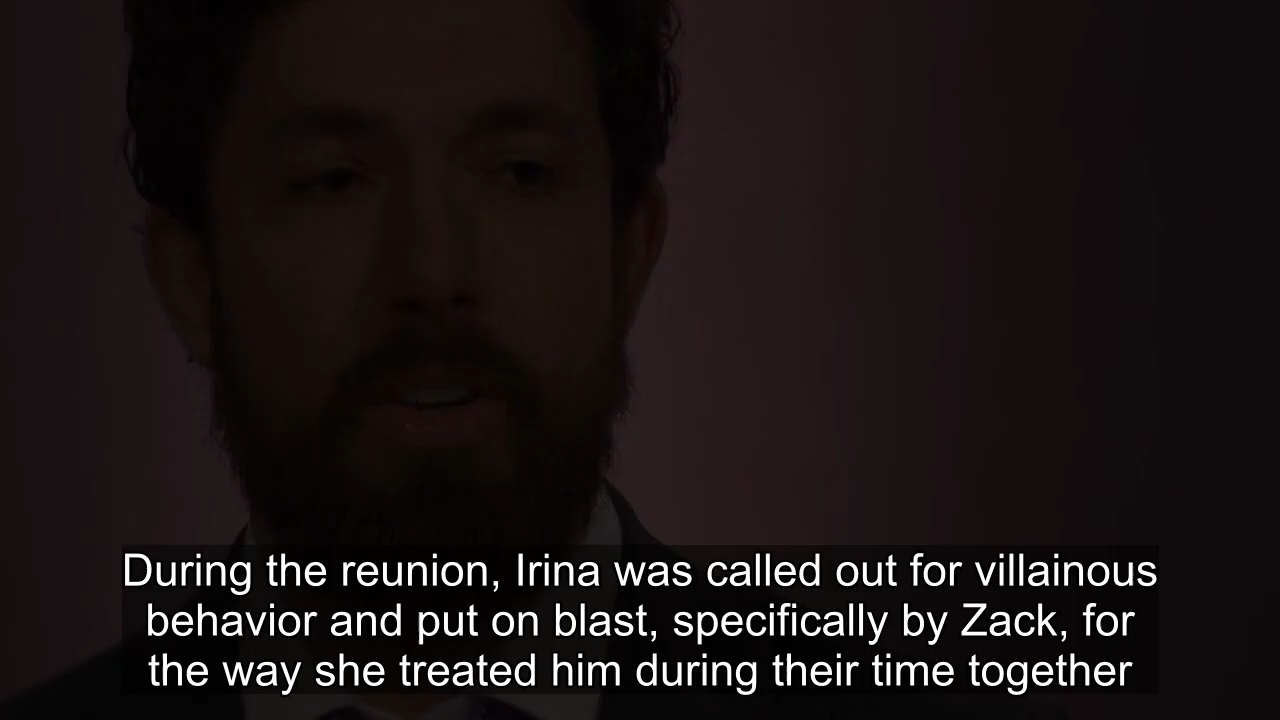 During the reunion, Irina was called out for villainous
behavior and put on blast, specifically by Zack, for
the way she treated him during their time together